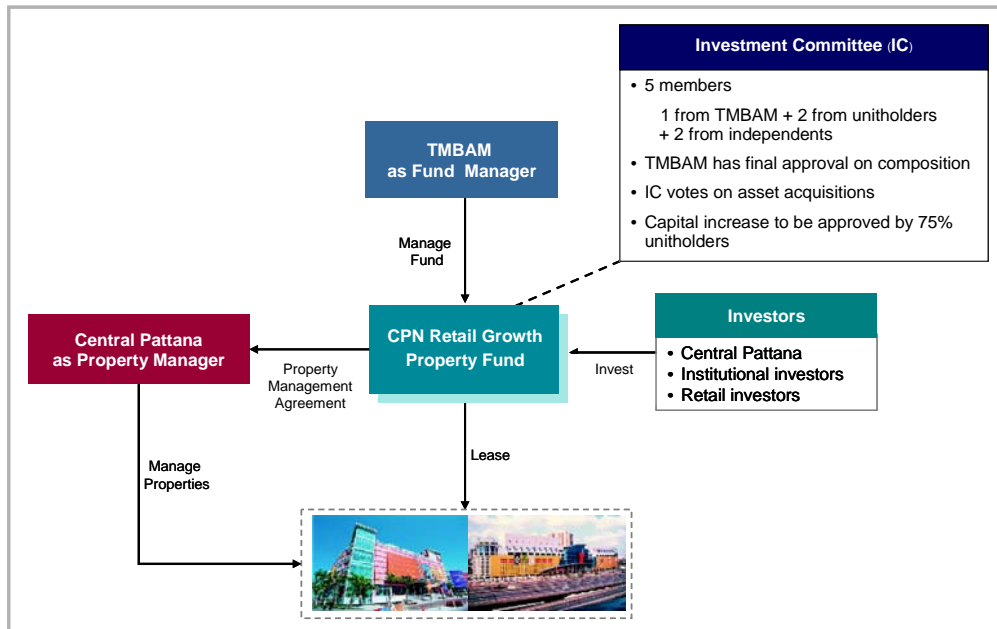 Investment Committee (IC)
• 5 members
1 from TMBAM + 2 from unitholders
+ 2 from independents
• TMBAM has final approval on composition
• IC votes on asset acquisitions
• Capital increase to be approved by 75%
unitholders
TMBAM
as Fund Manager
Manage
Fund
Central Pattana
as Property Manager
Property
Management
Agreement
CPN Retail Growth
Property Fund
Invest
Investors
• Central Pattana
• Institutional investors
• Retail investors
Manage
Properties
Lease